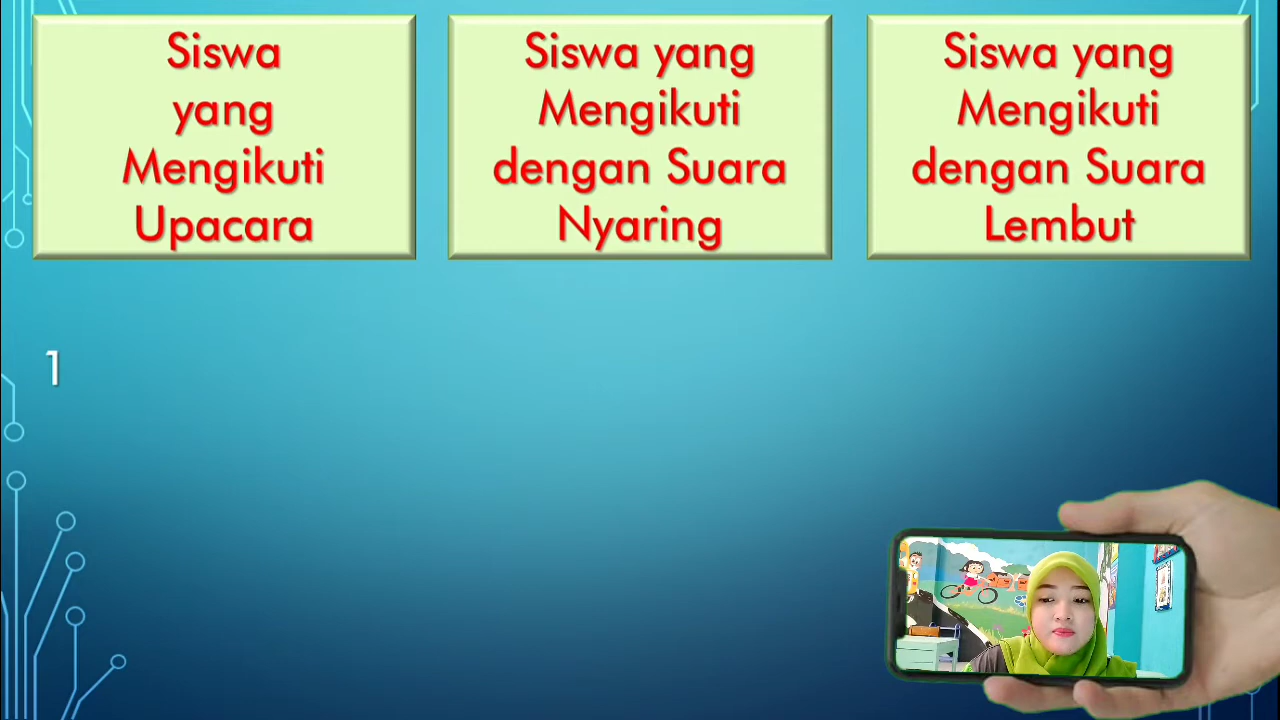 Siswa
yang
Mengikuti
Upacara
Siswa yang
Mengikuti
dengan Suara
Nyaring
Siswa yang
Mengikuti
dengan Suara
Lembut
1